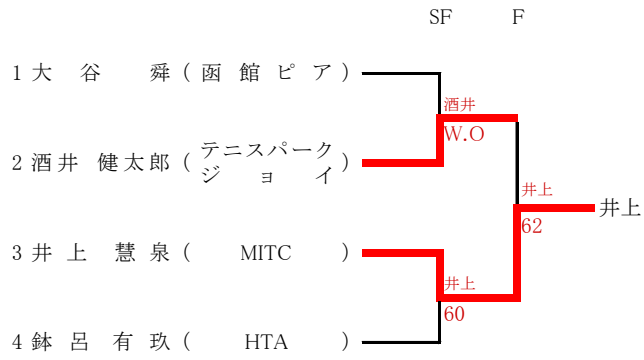 SF F
1 大 谷 舜 ( 函 館 ピ ア )
酒井
W.O
2 酒井 健太郎 ( テニスパーク
ジ ョ イ )
井上
井上
62
3 井 上 慧 泉 ( MITC )
井上
60
4 鉢 呂 有 玖 ( HTA )